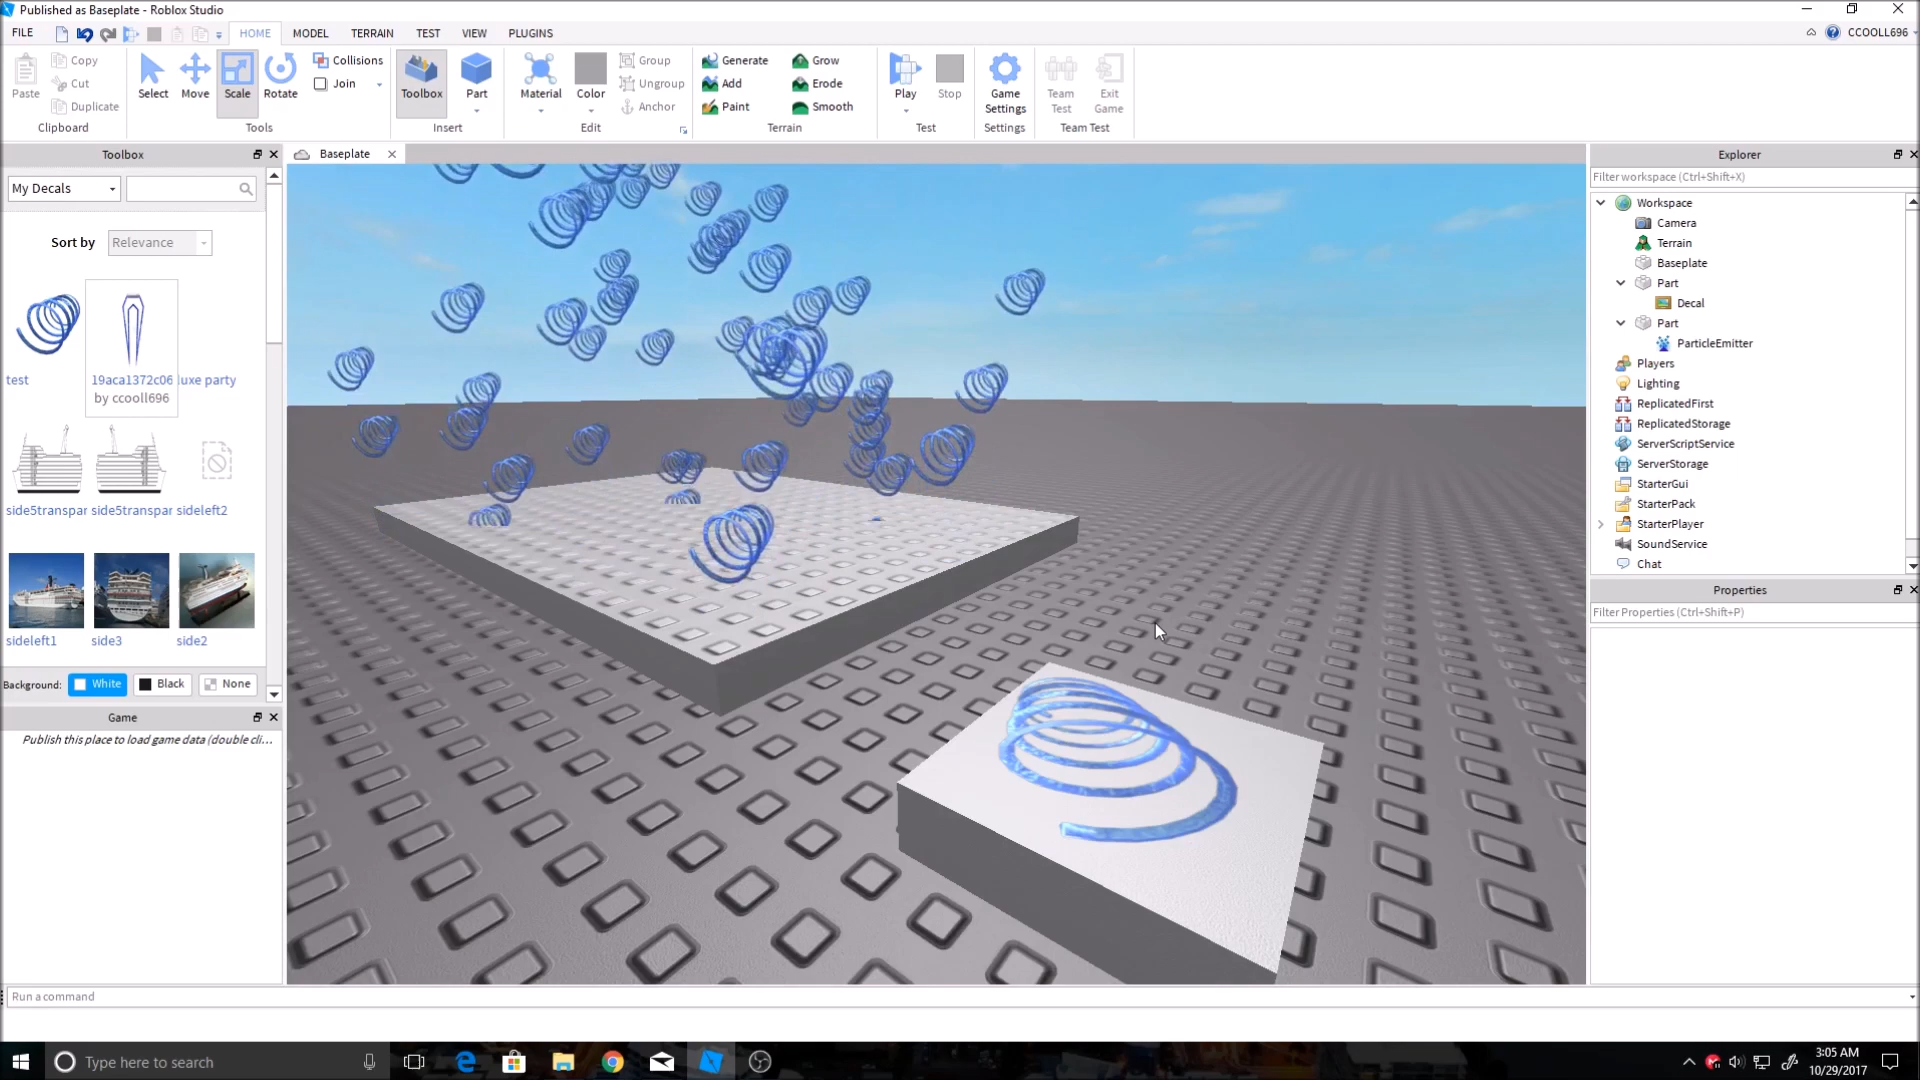 Published as Baseplate - Roblox Studio
FILE
HOME
MODEL
TERRAIN
TEST
VIEW
PLUGINS
CCOOLL696
Paste
Copy
Cut
Duplicate
Clipboard
Select
Move
Scale
Rotate
Collisions
Join
Tools
Toolbox
Part
Insert
Material
Color
Group
Ungroup
Anchor
Edit
Generate
Add
Paint
Grow
Erode
Smooth
Terrain
Play
Stop
Test
Game
Settings
Settings
Team
Test
Exit
Game
Team Test
Toolbox
My Decals
Sort by
Relevance
test
19aca1372c06
by ccooll696
luxe party
side5transpar
side5transpar
sideleft2
sideleft1
side3
side2
Background:
White
Black
None
Game
Publish this place to load game data (double cli...
Baseplate
Explorer
Filter workspace (Ctrl+Shift+X)
Workspace
Camera
Terrain
Baseplate
Part
Decal
Part
ParticleEmitter
Players
Lighting
ReplicatedFirst
ReplicatedStorage
ServerScriptService
ServerStorage
StarterGui
StarterPack
StarterPlayer
SoundService
Chat
Properties
Filter Properties (Ctrl+Shift+P)
Run a command
Type here to search
3:05 AM
10/29/2017